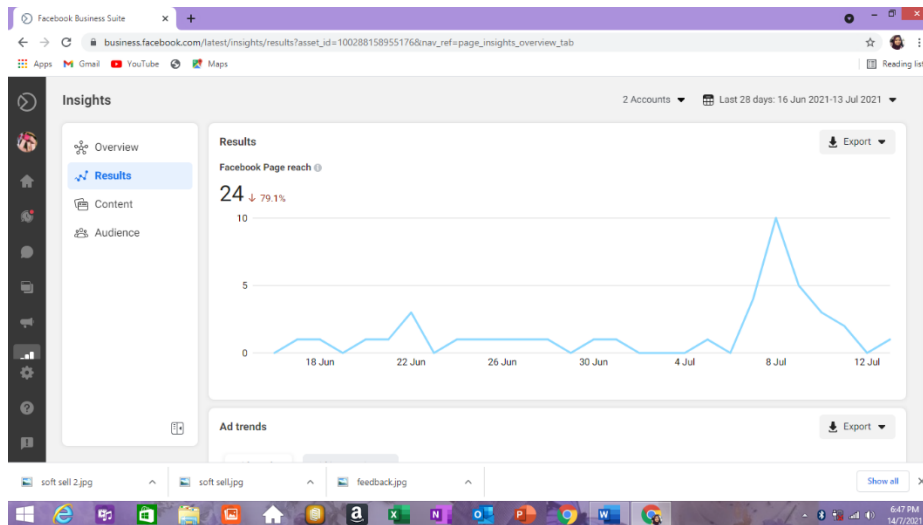 Facebook Business Suite
business.facebook.com/latest/insights/results?asset_id=100288158955176&nav_ref=page_insights_overview_tab
Apps Gmail YouTube Maps Reading list
Insights 2 Accounts Last 28 days: 16 Jun 2021-13 Jul 2021
Overview
Results
Content
Audience
Results Export
Facebook Page reach
24 ↓ 79.1%
10
5
0
18 Jun 22 Jun 26 Jun 30 Jun 4 Jul 8 Jul 12 Jul
Ad trends Export
soft sell 2.jpg soft sell.jpg feedback.jpg Show all
6:47 PM
14/7/2021